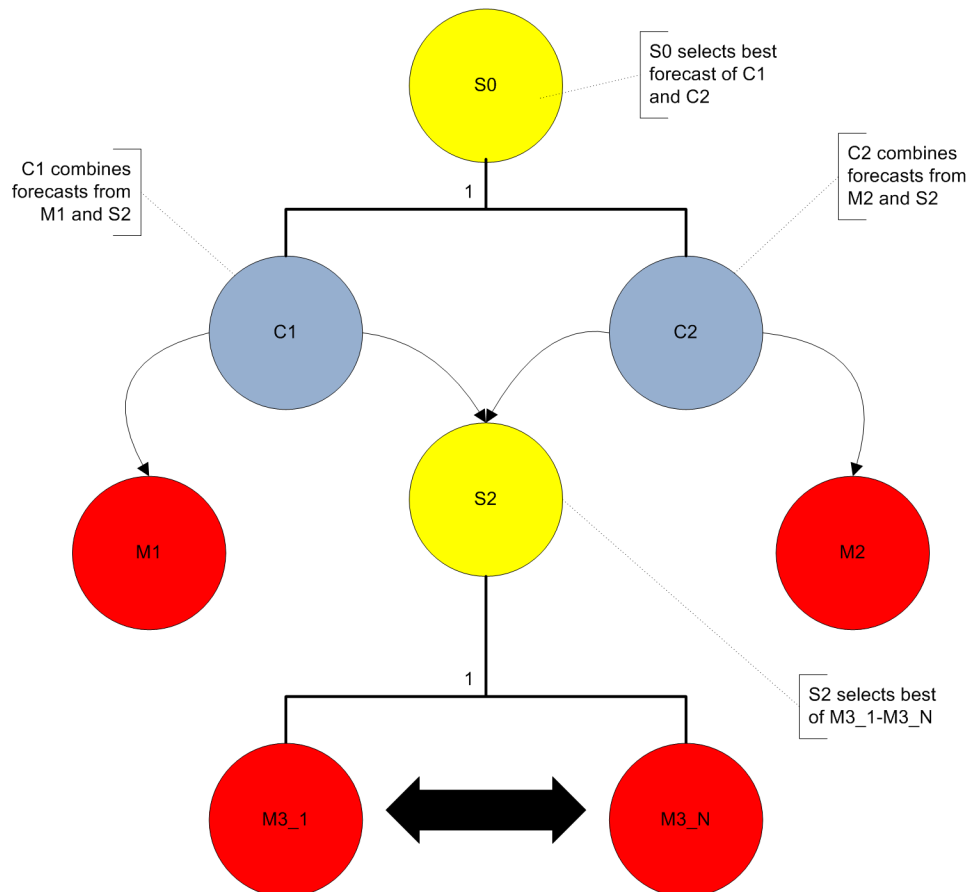 S0
S0 selects best
forecast of C1
and C2
C1 combines
forecasts from
M1 and S2
C2 combines
forecasts from
M2 and S2
1
C1
C2
S2
M1
M2
1
S2 selects best
of M3_1-M3_N
M3_1
M3_N